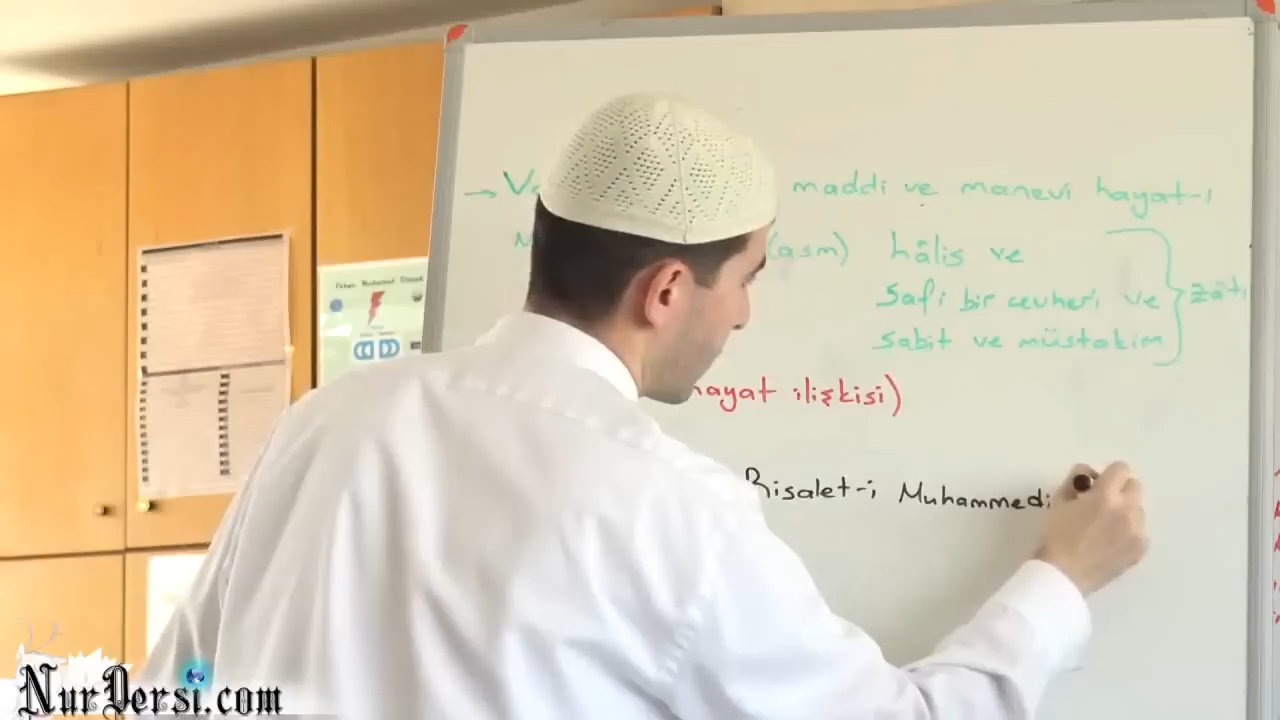 → maddi ve manevi hayat-ı
(asm) hâlis ve
Safi bir cevheri ve
sabit ve müstakim
zâtı
hayat ilişkisi)
Risalet-i Muhammedi
NurDersi.com